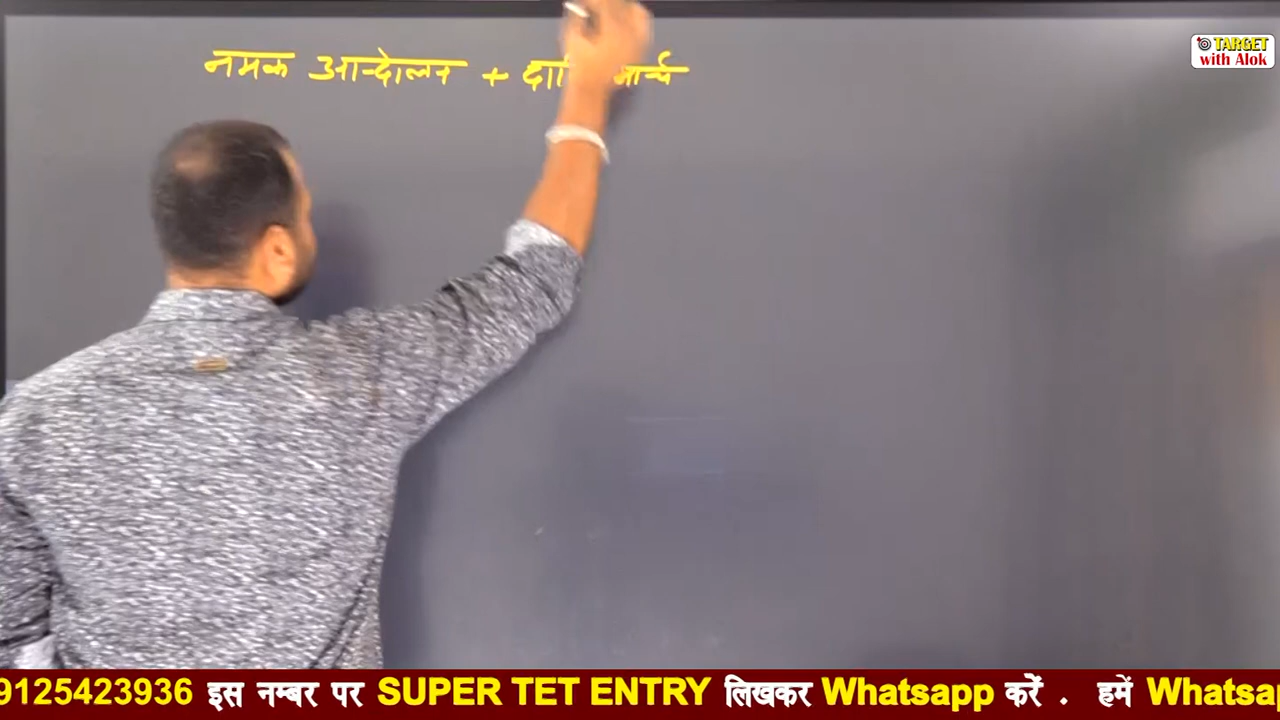 नमक आन्दोलन + मार्च
TARGET
with Alok
9125423936 इस नम्बर पर SUPER TET ENTRY लिखकर Whatsapp करें . हमें